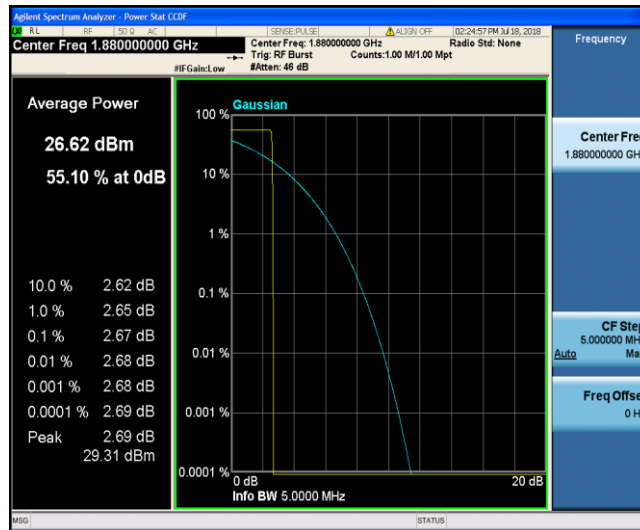 Agilent Spectrum Analyzer - Power Stat CCDF
RL RF 50 Ω AC SENSE:PULSE ALIGN OFF 02:24:57 PM Jul 18, 2018
Center Freq 1.880000000 GHz
Center Freq: 1.880000000 GHz Radio Std: None
Trig: RF Burst Counts:1.00 M/1.00 Mpt
#IFGain:Low #Atten: 46 dB
Frequency
Average Power
26.62 dBm
55.10 % at 0dB
10.0 % 2.62 dB
1.0 % 2.65 dB
0.1 % 2.67 dB
0.01 % 2.68 dB
0.001 % 2.68 dB
0.0001 % 2.69 dB
Peak 2.69 dB
29.31 dBm
Gaussian
100 %
10 %
1 %
0.1 %
0.01 %
0.001 %
0.0001 %
0 dB 20 dB
Info BW 5.0000 MHz
Center Fre
1.880000000 GH
CF Step
5.000000 MH
Auto Ma
Freq Offse
0 H
MSG STATUS